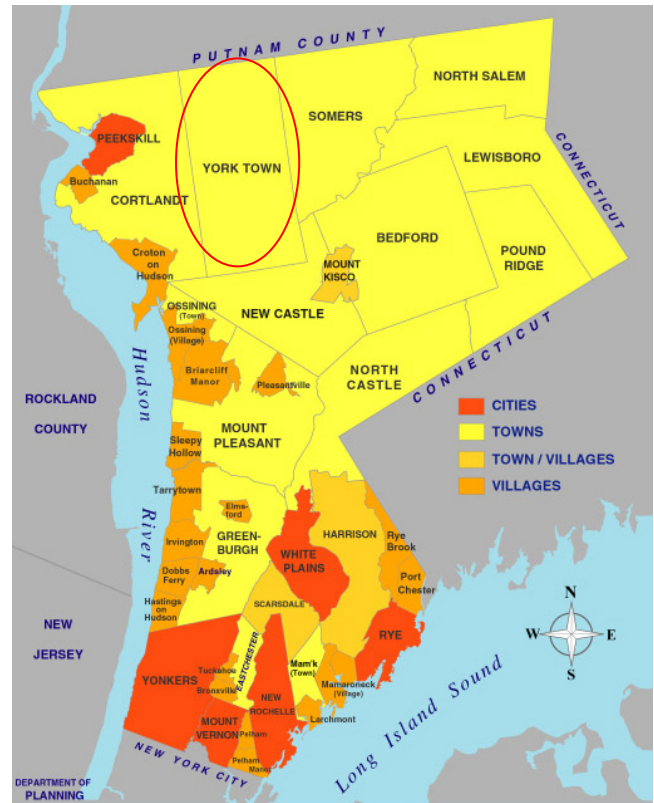 PUTNAM COUNTY
NORTH SALEM
SOMERS
PEEKSKILL
YORK TOWN
LEWISBORO
CONNECTICUT
Buchanan
CORTLANDT
BEDFORD
POUND
RIDGE
Croton
on
Hudson
MOUNT
KISCO
OSSINING
(Town)
NEW CASTLE
Ossining
(Village)
CONNECTICUT
Hudson
River
Briarcliff
Manor
Pleasantville
NORTH
CASTLE
ROCKLAND
COUNTY
CITIES
TOWNS
TOWN / VILLAGES
VILLAGES
MOUNT
PLEASANT
Sleepy
Hollow
Tarrytown
Elms-
ford
HARRISON
GREEN-
BURGH
Irvington
Rye
Brook
WHITE
PLAINS
Dobbs
Ferry
Ardsley
Port
Chester
N
W
E
S
Hastings
on
Hudson
SCARSDALE
NEW
JERSEY
RYE
EASTCHESTER
Mam'k
(Town)
YONKERS
Tuckahoe
Bronxville
NEW
ROCHELLE
Mamaroneck
(Village)
Larchmont
MOUNT
VERNON
Pelham
Pelham
Manor
Long Island Sound
NEW YORK CITY
DEPARTMENT OF
PLANNING